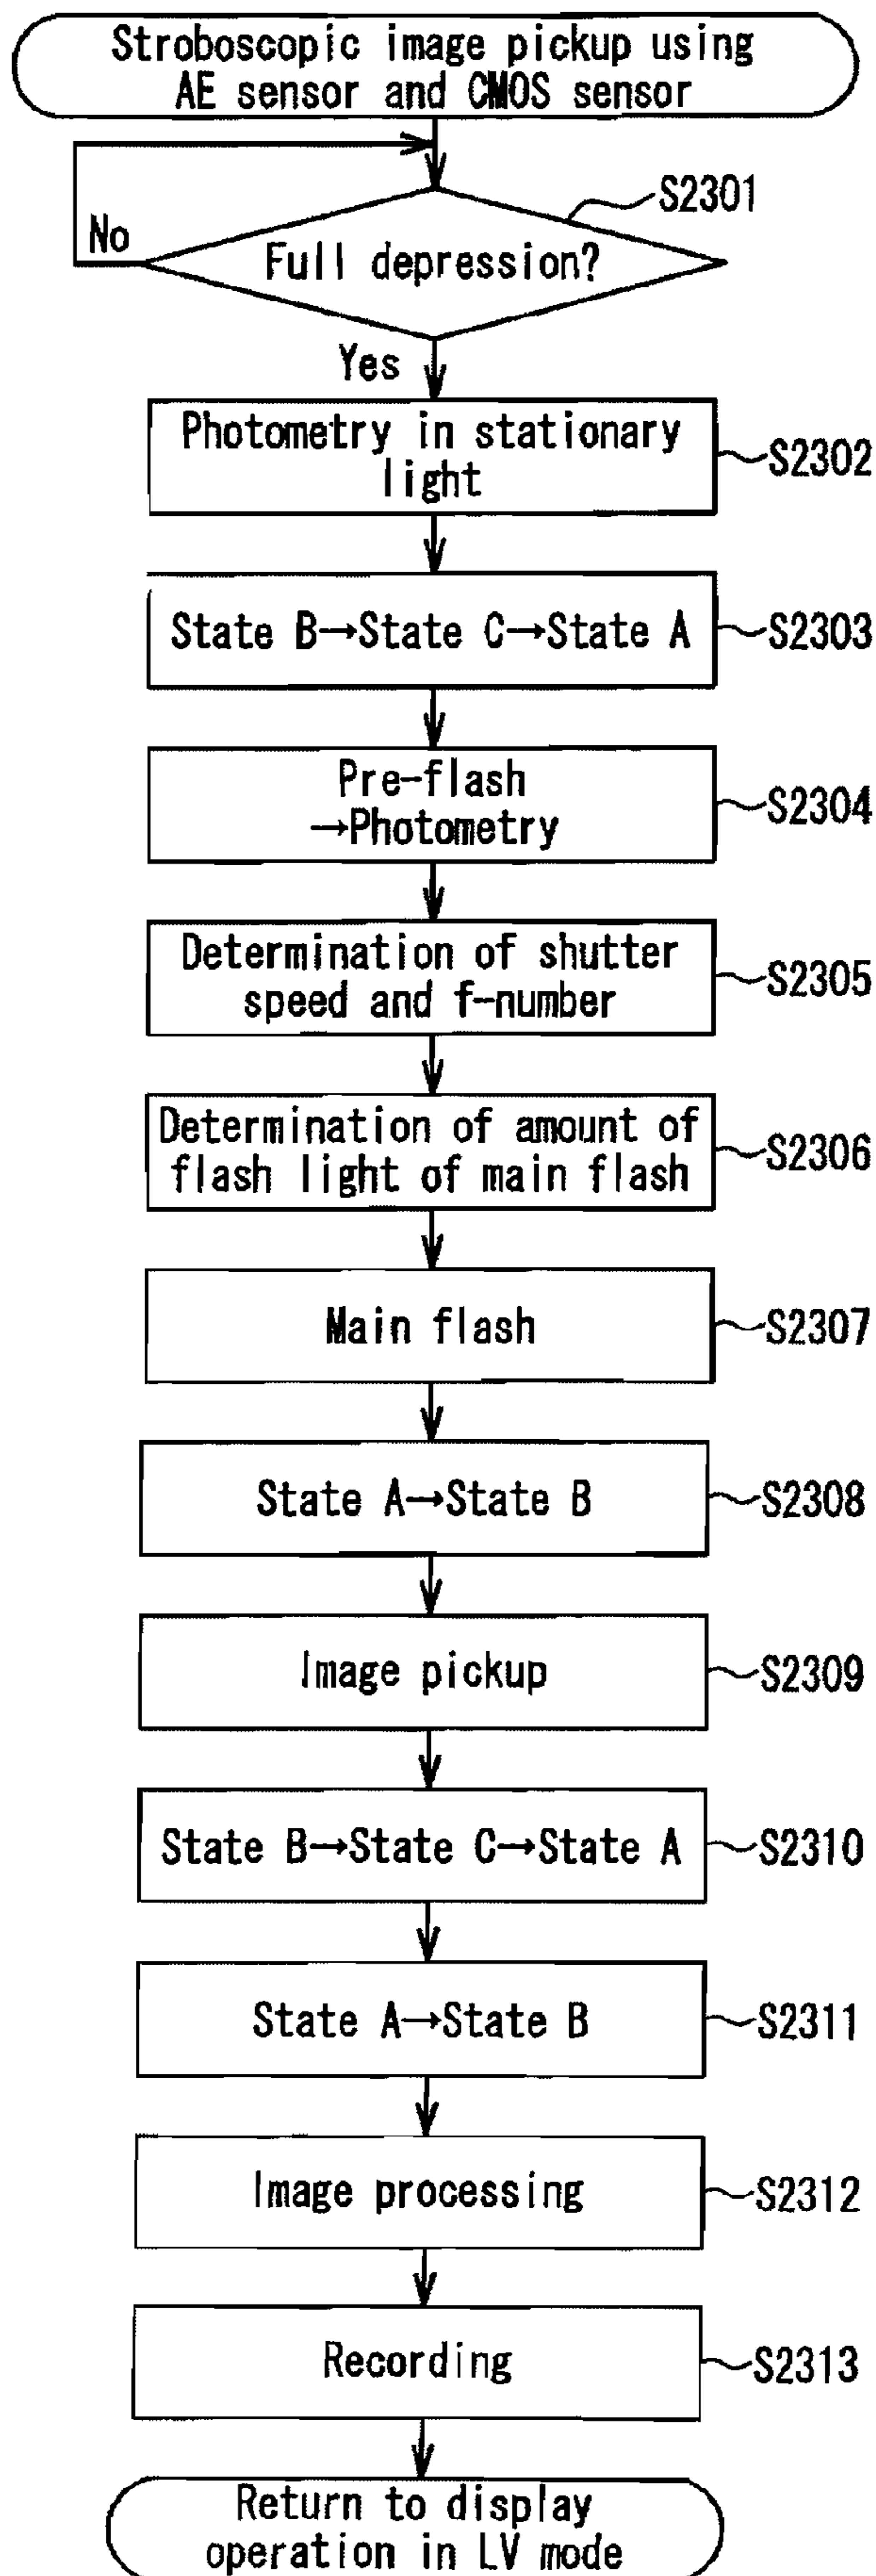 Stroboscopic image pickup using
AE sensor and CMOS sensor
S2301
No
Full depression?
Yes
Photometry in stationary
light
S2302
State B→State C→State A
S2303
Pre-flash
→Photometry
S2304
Determination of shutter
speed and f-number
S2305
Determination of amount of
flash light of main flash
S2306
Main flash
S2307
State A→State B
S2308
Image pickup
S2309
State B→State C→State A
S2310
State A→State B
S2311
Image processing
S2312
Recording
S2313
Return to display
operation in LV mode